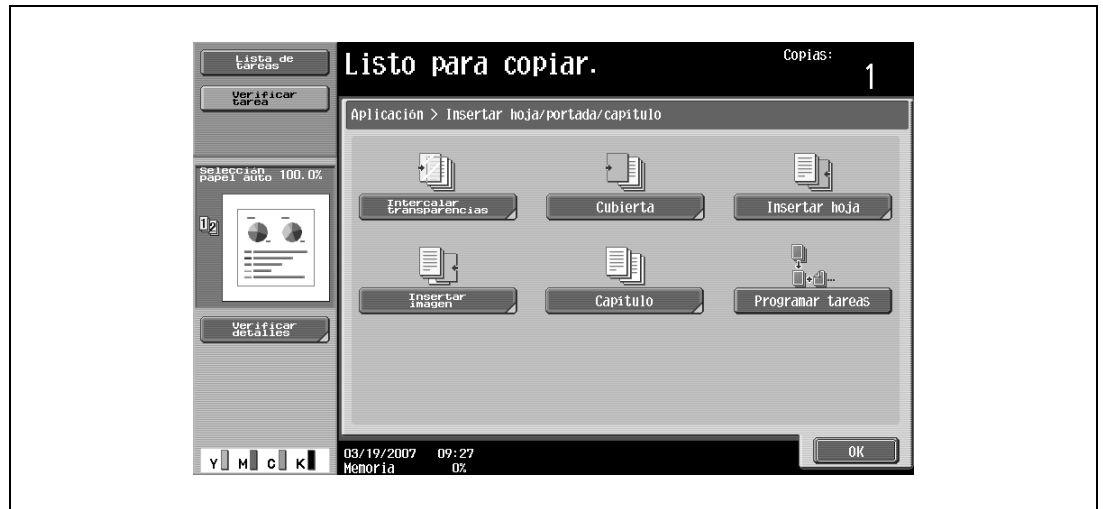 Lista de
tareas
Verificar
tarea
Listo para copiar.
Copias:
1
Aplicación > Insertar hoja/portada/capítulo
Selección
papel auto 100.0%
1 2
Intercalar
transparencias
Cubierta
Insertar hoja
Insertar
imagen
Capítulo
Programar tareas
Verificar
detalles
Y M C K
03/19/2007 09:27
Memoria 0%
OK